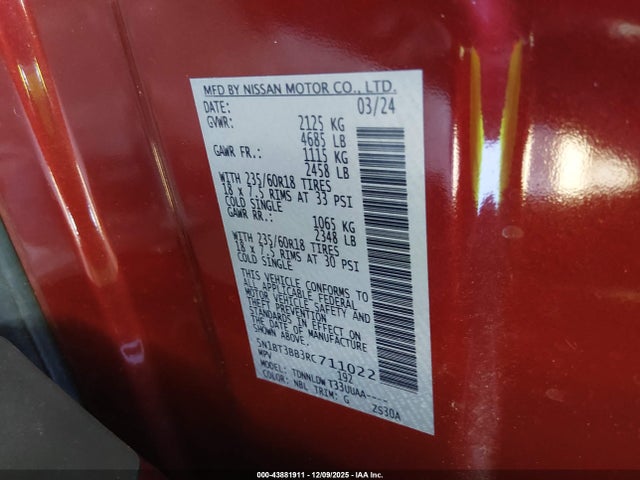 MFD BY NISSAN MOTOR CO., LTD.
DATE: 03/24
GVWR: 2125 KG
4685 LB
GAWR FR.: 1115 KG
2458 LB
WITH 235/60R18 TIRES
18 x 7.5 RIMS AT 33 PSI
COLD SINGLE
GAWR RR.: 1065 KG
2348 LB
WITH 235/60R18 TIRES
18 x 7.5 RIMS AT 30 PSI
COLD SINGLE
THIS VEHICLE CONFORMS TO
ALL APPLICABLE FEDERAL
MOTOR VEHICLE SAFETY AND
THEFT PREVENTION
STANDARDS IN EFFECT ON
THE DATE OF MANUFACTURE
SHOWN ABOVE.
5N1BT3BB3RC711022
MPV 192
TYPE: TDNNLDWT33UUAA----
COLOR: NBL TRIM: G ZS30A
000-43881911 - 12/09/2025 - IAA Inc.